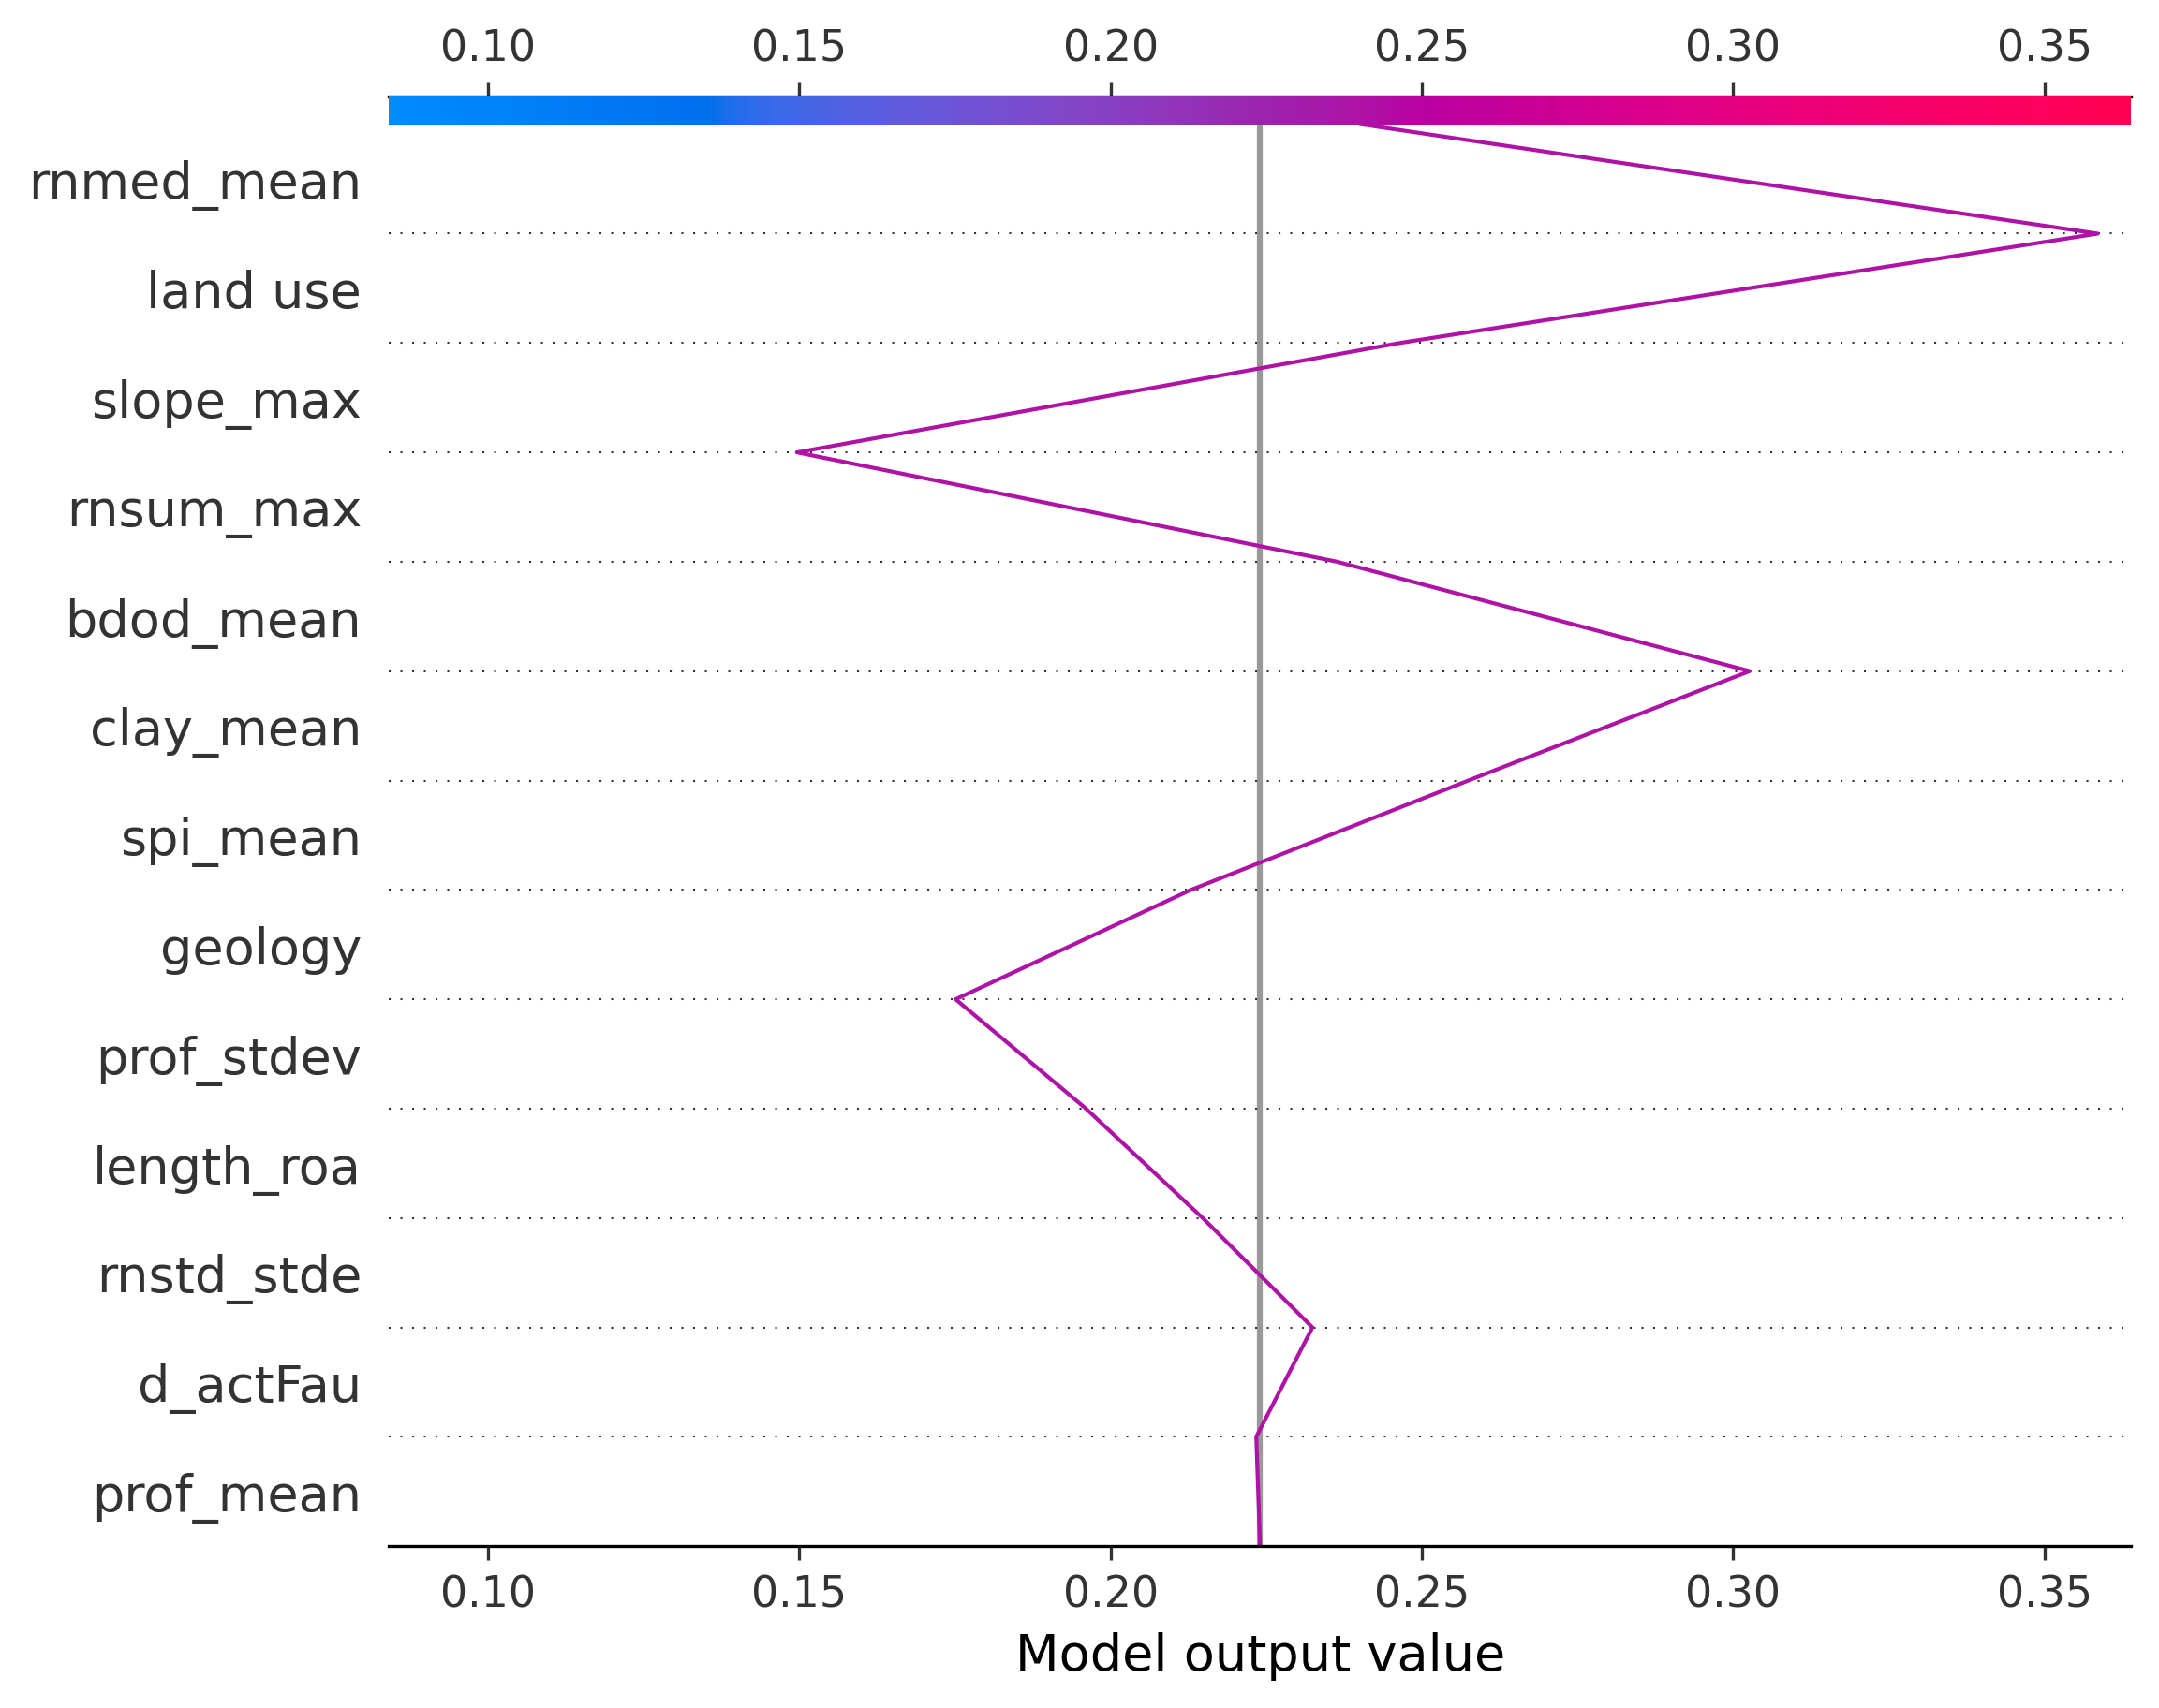 0.10 0.15 0.20 0.25 0.30 0.35
rnmed_mean
land use
slope_max
rnsum_max
bdod_mean
clay_mean
spi_mean
geology
prof_stdev
length_roa
rnstd_stde
d_actFau
prof_mean
0.10 0.15 0.20 0.25 0.30 0.35
Model output value